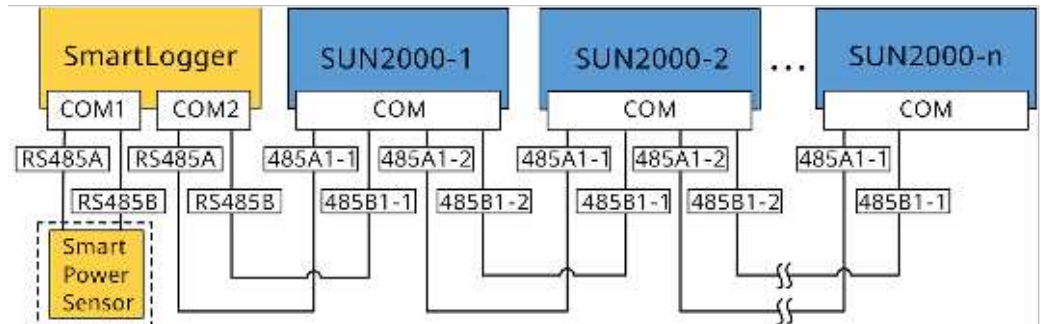 SmartLogger
SUN2000-1
SUN2000-2
...
SUN2000-n
COM1
COM2
COM
COM
COM
RS485A
RS485A
485A1-1
485A1-2
485A1-1
485A1-2
485A1-1
RS485B
RS485B
485B1-1
485B1-2
485B1-1
485B1-2
485B1-1
Smart
Power
Sensor